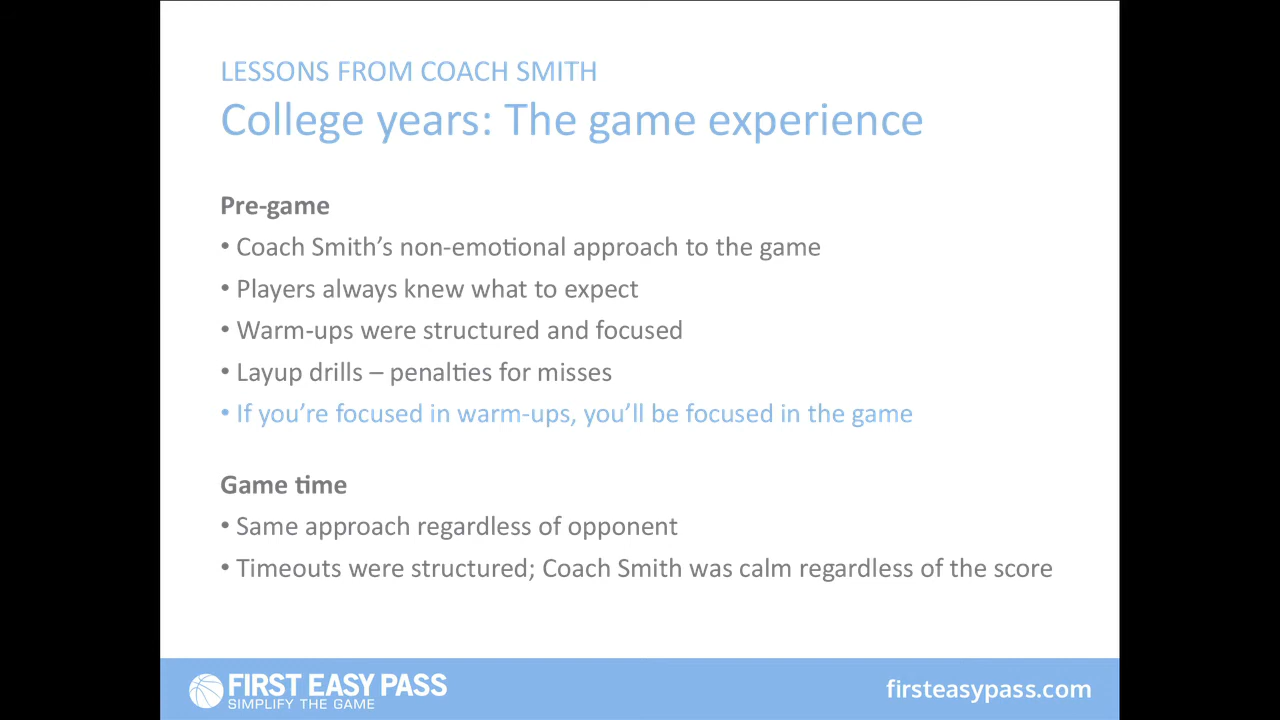 LESSONS FROM COACH SMITH
College years: The game experience
Pre-game
• Coach Smith’s non-emotional approach to the game
• Players always knew what to expect
• Warm-ups were structured and focused
• Layup drills – penalties for misses
• If you’re focused in warm-ups, you’ll be focused in the game
Game time
• Same approach regardless of opponent
• Timeouts were structured; Coach Smith was calm regardless of the score
FIRST EASY PASS
SIMPLIFY THE GAME
firsteasypass.com